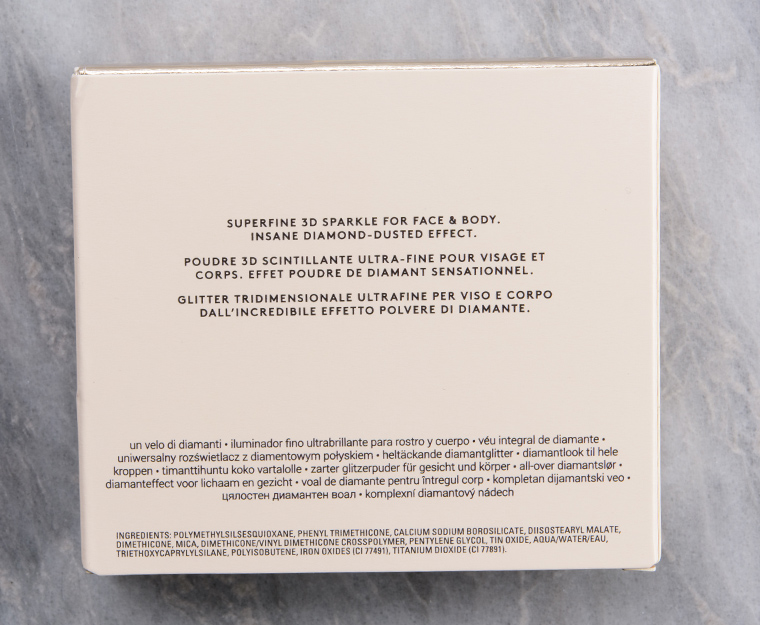 SUPERFINE 3D SPARKLE FOR FACE & BODY.
INSANE DIAMOND-DUSTED EFFECT.
POUDRE 3D SCINTILLANTE ULTRA-FINE POUR VISAGE ET
CORPS. EFFET POUDRE DE DIAMANT SENSATIONNEL.
GLITTER TRIDIMENSIONALE ULTRAFINE PER VISO E CORPO
DALL'INCREDIBILE EFFETTO POLVERE DI DIAMANTE.
un velo di diamanti • iluminador fino ultrabrillante para rostro y cuerpo • véu integral de diamante •
uniwersalny rozświetlacz z diamentowym połyskiem • heltäckande diamantglitter • diamantlook til hele
kroppen • timanttihuntu koko vartalolle • zarter glitzerpuder für gesicht und körper • all-over diamantslør •
diamanteffect voor lichaam en gezicht • voal de diamante pentru întregul corp • kompletan dijamantski veo •
цялостен диамантен воал • komplexní diamantový nádech
INGREDIENTS: POLYMETHYLSILSESQUIOXANE, PHENYL TRIMETHICONE, CALCIUM SODIUM BOROSILICATE, DIISOSTEARYL MALATE,
DIMETHICONE, MICA, DIMETHICONE/VINYL DIMETHICONE CROSSPOLYMER, PENTYLENE GLYCOL, TIN OXIDE, AQUA/WATER/EAU,
TRIETHOXYCAPRYLYLSILANE, POLYISOBUTENE, IRON OXIDES (CI 77491), TITANIUM DIOXIDE (CI 77891).